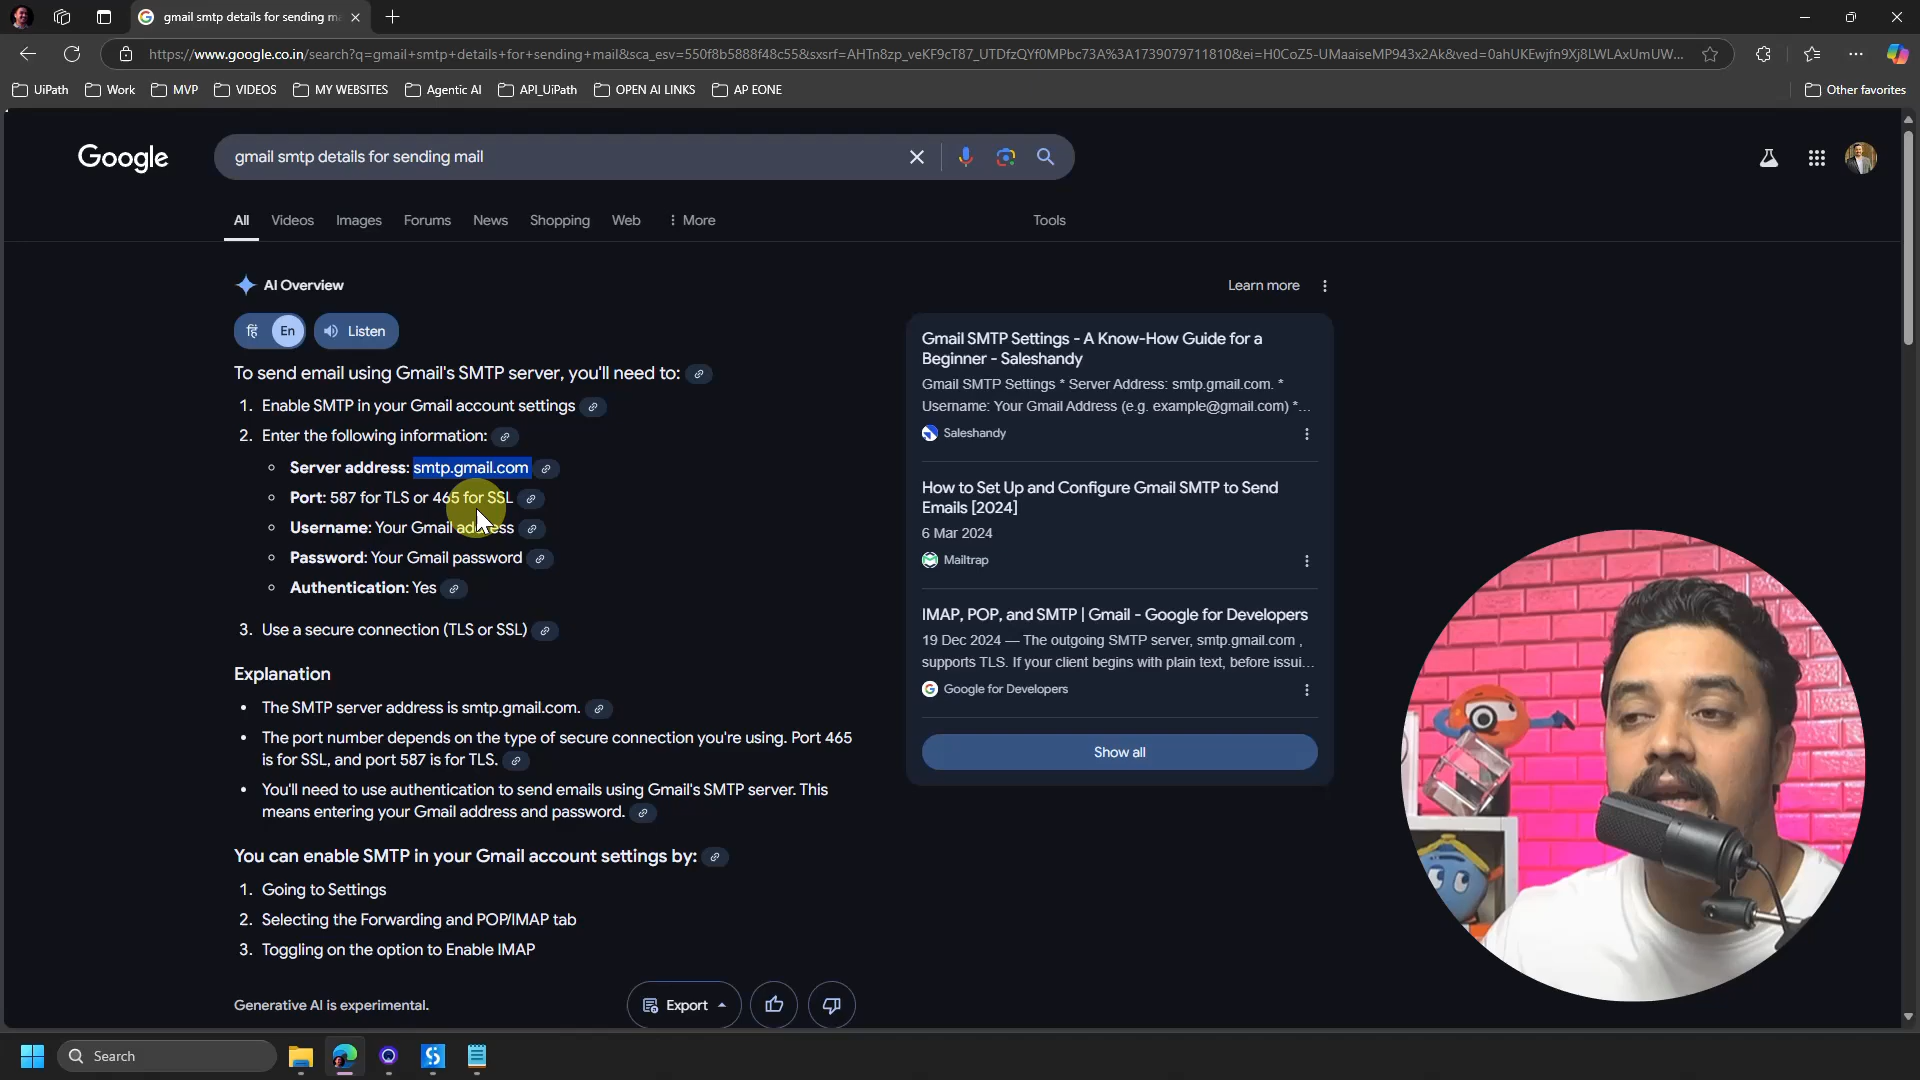 gmail smtp details for sending ma
https://www.google.co.in/search?q=gmail+smtp+details+for+sending+mail&sca_esv=550f8b5888f48c55&sxsrf=AHTn8zp_veKF9cT87_UTDfzQYf0MPbc73A%3A1739079711810&ei=H0CoZ5-UMaaiseMP943x2Ak&ved=0ahUKEwjfn9Xj8LWLAxUmUW...
UiPath Work MVP VIDEOS MY WEBSITES Agentic AI API_UiPath OPEN AI LINKS AP EONE Other favorites
Google gmail smtp details for sending mail
All Videos Images Forums News Shopping Web More Tools
AI Overview
Learn more
हिं En Listen
To send email using Gmail's SMTP server, you'll need to:
1. Enable SMTP in your Gmail account settings
2. Enter the following information:
Server address: smtp.gmail.com
Port: 587 for TLS or 465 for SSL
Username: Your Gmail address
Password: Your Gmail password
Authentication: Yes
3. Use a secure connection (TLS or SSL)
Explanation
• The SMTP server address is smtp.gmail.com.
• The port number depends on the type of secure connection you're using. Port 465
is for SSL, and port 587 is for TLS.
• You'll need to use authentication to send emails using Gmail's SMTP server. This
means entering your Gmail address and password.
You can enable SMTP in your Gmail account settings by:
1. Going to Settings
2. Selecting the Forwarding and POP/IMAP tab
3. Toggling on the option to Enable IMAP
Generative AI is experimental.
Export
Gmail SMTP Settings - A Know-How Guide for a
Beginner - Saleshandy
Gmail SMTP Settings * Server Address: smtp.gmail.com. *
Username: Your Gmail Address (e.g. example@gmail.com) *...
Saleshandy
How to Set Up and Configure Gmail SMTP to Send
Emails [2024]
6 Mar 2024
Mailtrap
IMAP, POP, and SMTP | Gmail - Google for Developers
19 Dec 2024 — The outgoing SMTP server, smtp.gmail.com ,
supports TLS. If your client begins with plain text, before issui...
Google for Developers
Show all
Search